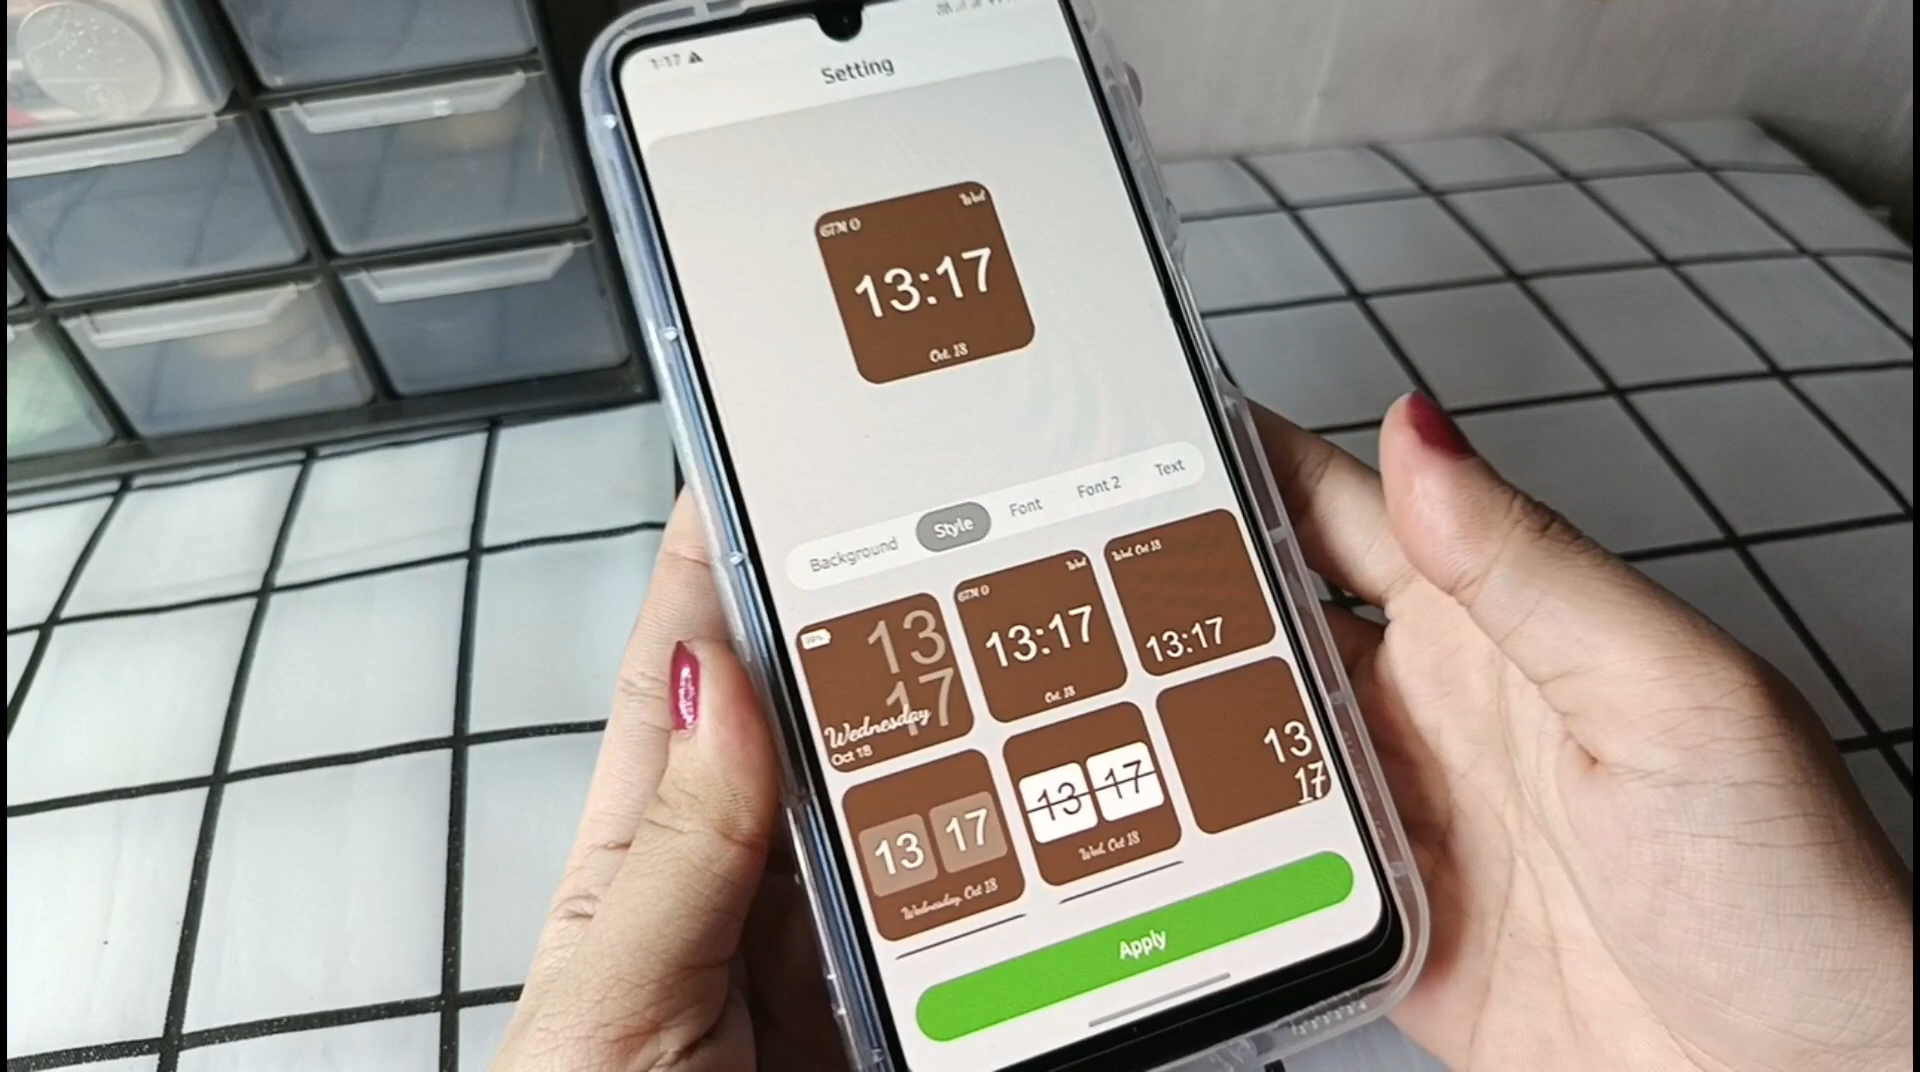 1:17
Setting
GTM 0
Wed
13:17
Oct. 18
Background
Style
Font
Font 2
Text
13
17
Wednesday
Oct 18
GTM 0
Wed
13:17
Oct. 18
Wed, Oct 18
13:17
13
17
Wednesday, Oct 18
13
17
Wed, Oct 18
13
17
Apply